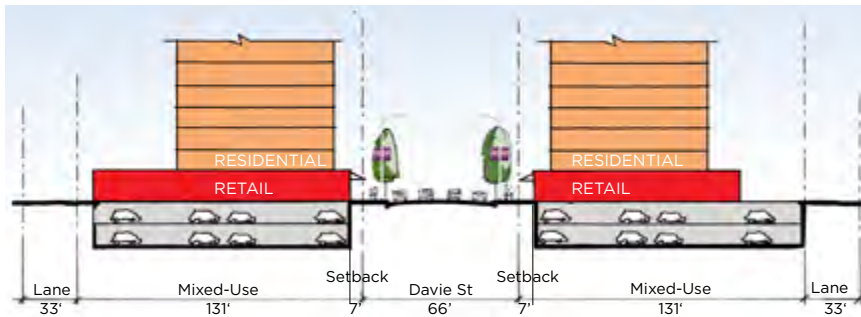 RESIDENTIAL RESIDENTIAL
RETAIL RETAIL
Setback Setback
Lane Mixed-Use Davie St Mixed-Use Lane
33‘ 131‘ 7’ 66’ 7’ 131‘ 33‘